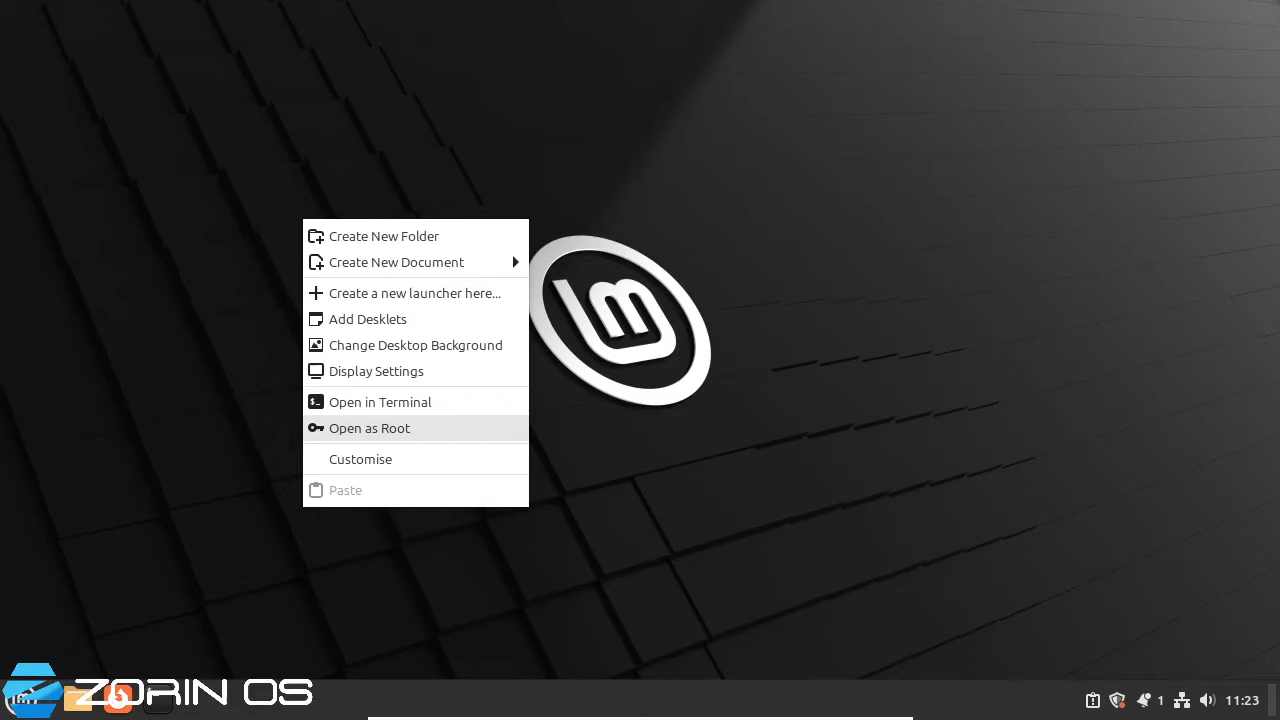 Create New Folder
Create New Document
Create a new launcher here...
Add Desklets
Change Desktop Background
Display Settings
Open in Terminal
Open as Root
Customise
Paste
ZORIN OS
1
11:23